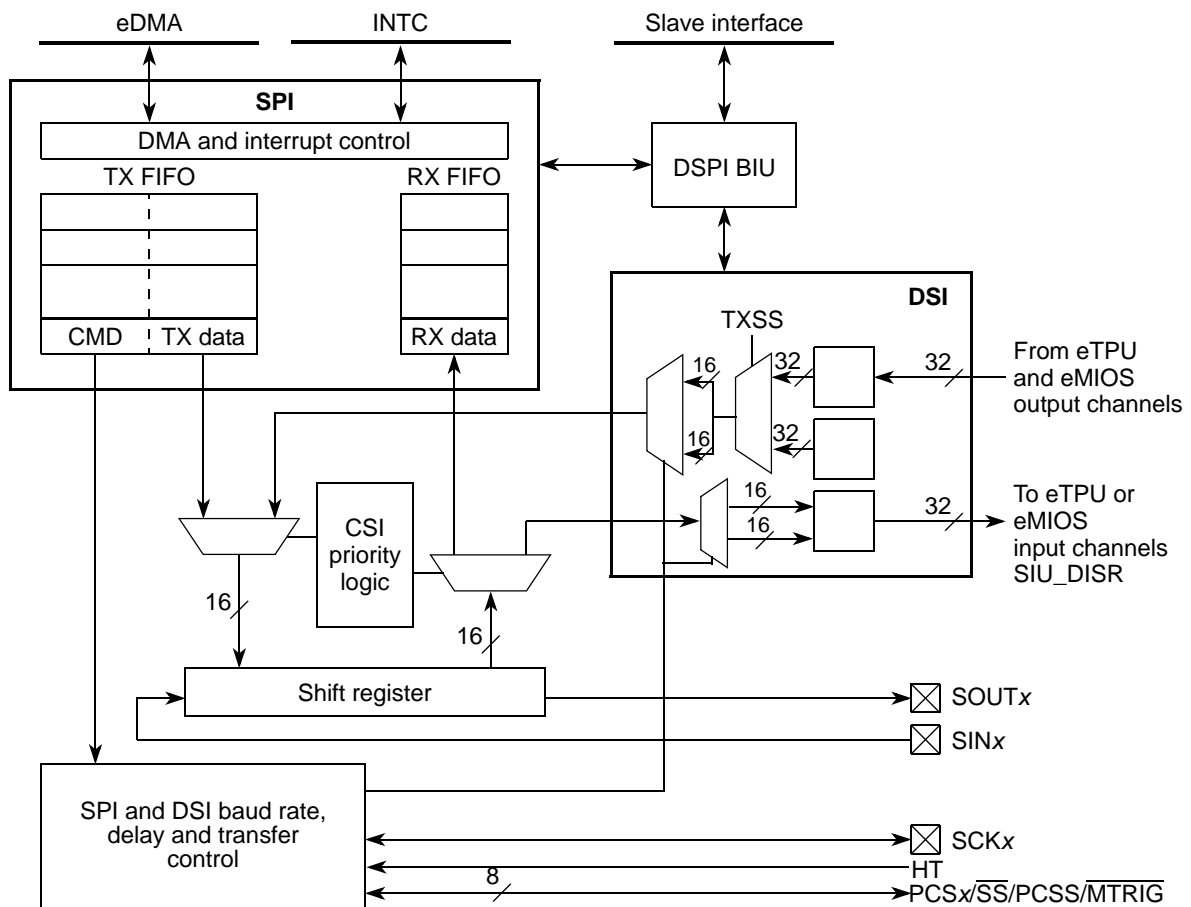 eDMA
INTC
Slave interface
SPI
DMA and interrupt control
TX FIFO
RX FIFO
DSPI BIU
CMD
TX data
RX data
DSI
TXSS
16
32
32
From eTPU
and eMIOS
output channels
16
32
16
16
32
To eTPU or
eMIOS
input channels
SIU_DISR
CSI
priority
logic
16
16
Shift register
SOUTx
SINx
SPI and DSI baud rate,
delay and transfer
control
SCKx
HT
8
PCSx/SS/PCSS/MTRIG